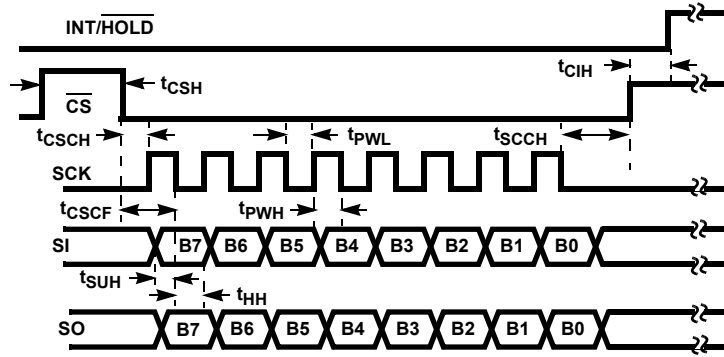 INT/HOLD
tCIH
tCSH
CS
tCSCH
tPWL
tSCCH
SCK
tCSCF
tPWH
SI
B7 B6 B5 B4 B3 B2 B1 B0
tSUH
tHH
SO
B7 B6 B5 B4 B3 B2 B1 B0